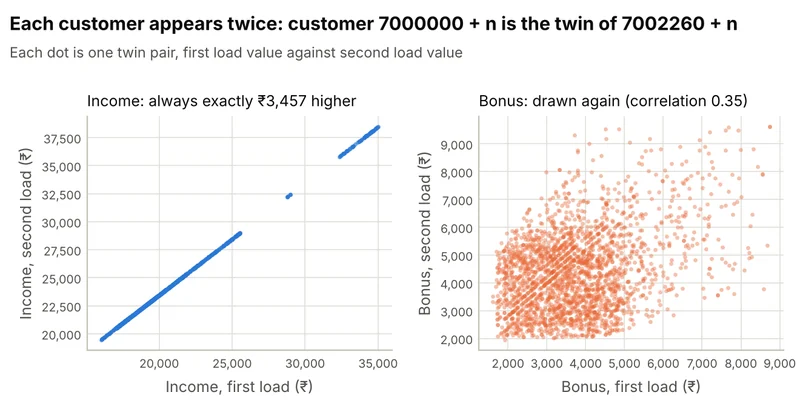 Each customer appears twice: customer 7000000 + n is the twin of 7002260 + n
Each dot is one twin pair, first load value against second load value
Income: always exactly ₹3,457 higher
37,500
35,000
32,500
30,000
27,500
25,000
22,500
20,000
Income, second load (₹)
20,000 25,000 30,000 35,000
Income, first load (₹)
Bonus: drawn again (correlation 0.35)
9,000
8,000
7,000
6,000
5,000
4,000
3,000
2,000
Bonus, second load (₹)
2,000 3,000 4,000 5,000 6,000 7,000 8,000 9,000
Bonus, first load (₹)